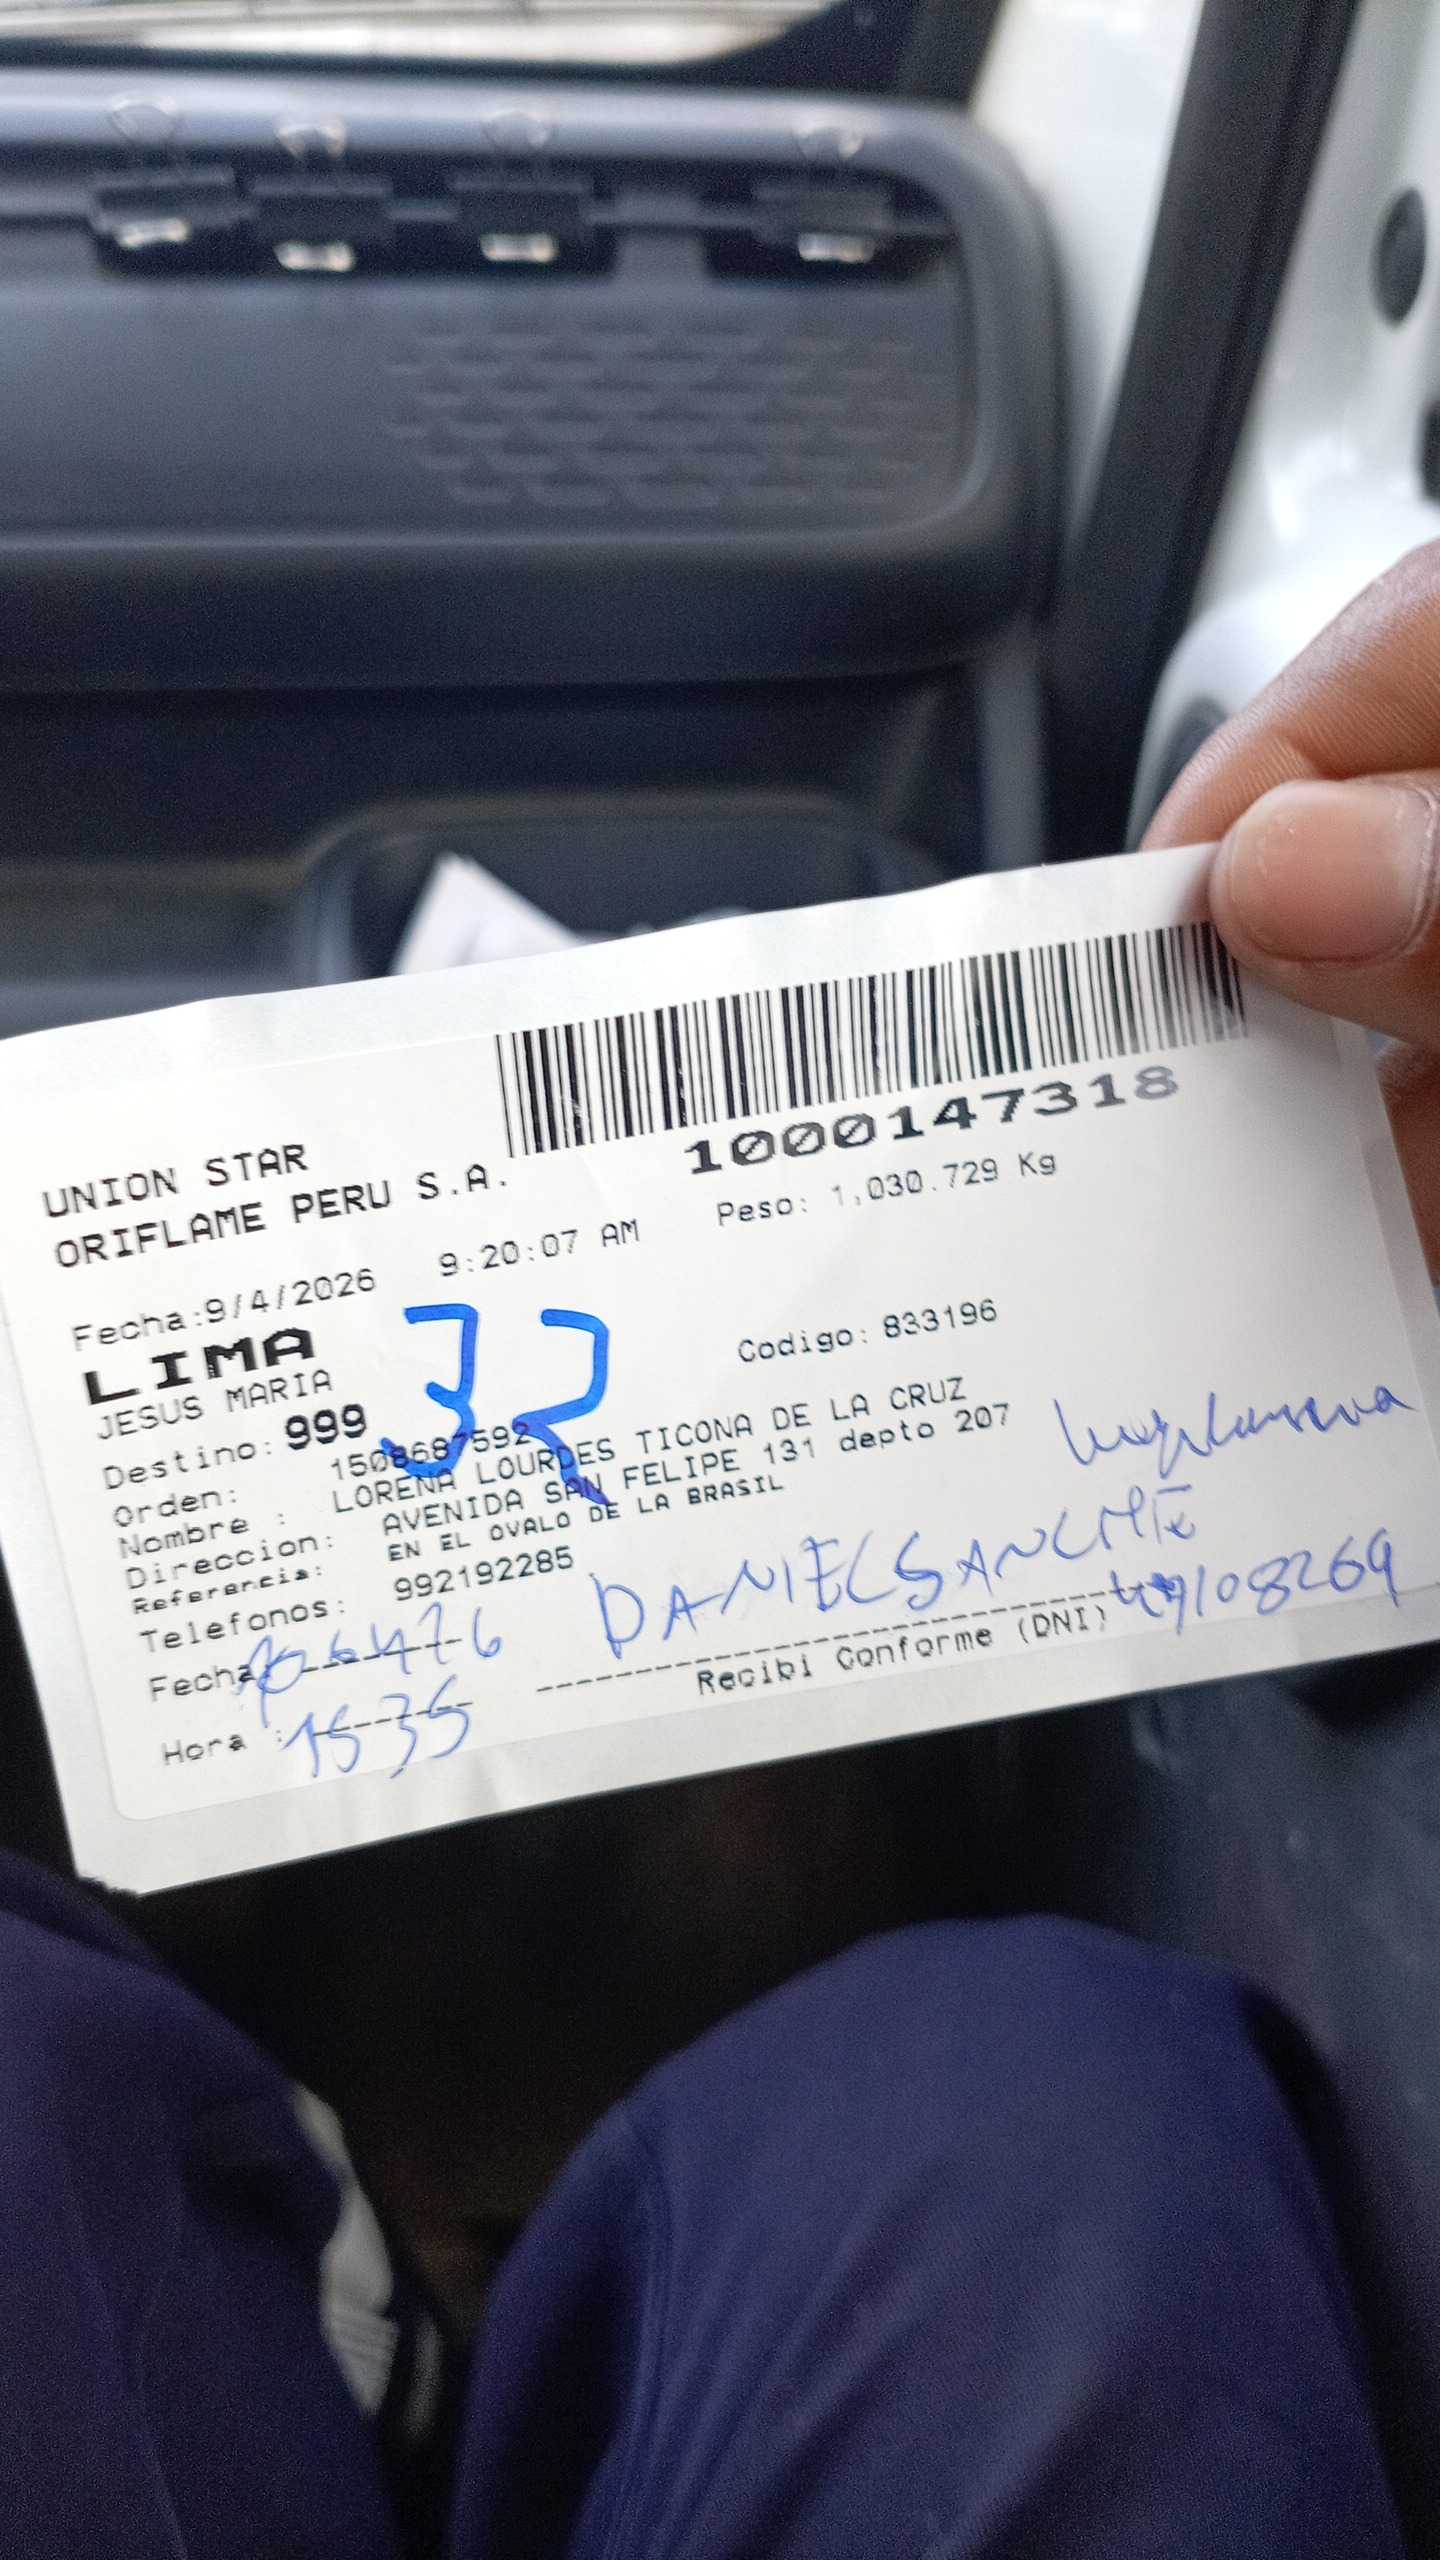 1000147318
UNION STAR
ORIFLAME PERU S.A.
Peso: 1,030.729 Kg
Fecha:9/4/2026 9:20:07 AM
LIMA
32
JESUS MARIA
Codigo: 833196
Destino: 999
Orden: 1508687592
Nombre : LORENA LOURDES TICONA DE LA CRUZ
Direccion: AVENIDA SAN FELIPE 131 depto 207
Referencia: EN EL OVALO DE LA BRASIL
Telefonos: 992192285
DANIEL
Fecha:
Recibi Conforme (DNI)
Hora : 1535